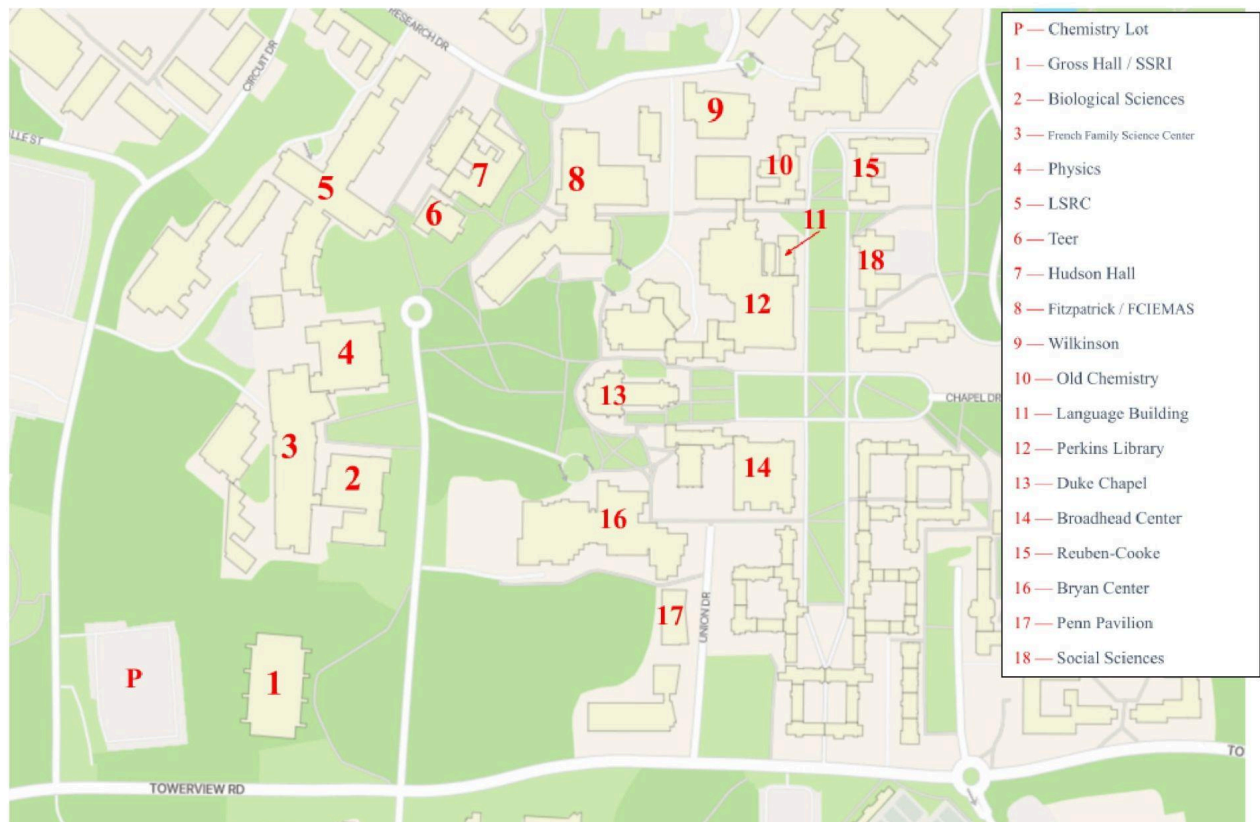 RESEARCH DR
CIRCUIT DR
LLE ST
CHAPEL DR
UNION DR
TOWERVIEW RD
TO
P
1
2
3
4
5
6
7
8
9
10
11
12
13
14
15
16
17
18
P — Chemistry Lot
1 — Gross Hall / SSRI
2 — Biological Sciences
3 — French Family Science Center
4 — Physics
5 — LSRC
6 — Teer
7 — Hudson Hall
8 — Fitzpatrick / FCIEMAS
9 — Wilkinson
10 — Old Chemistry
11 — Language Building
12 — Perkins Library
13 — Duke Chapel
14 — Broadhead Center
15 — Reuben-Cooke
16 — Bryan Center
17 — Penn Pavilion
18 — Social Sciences